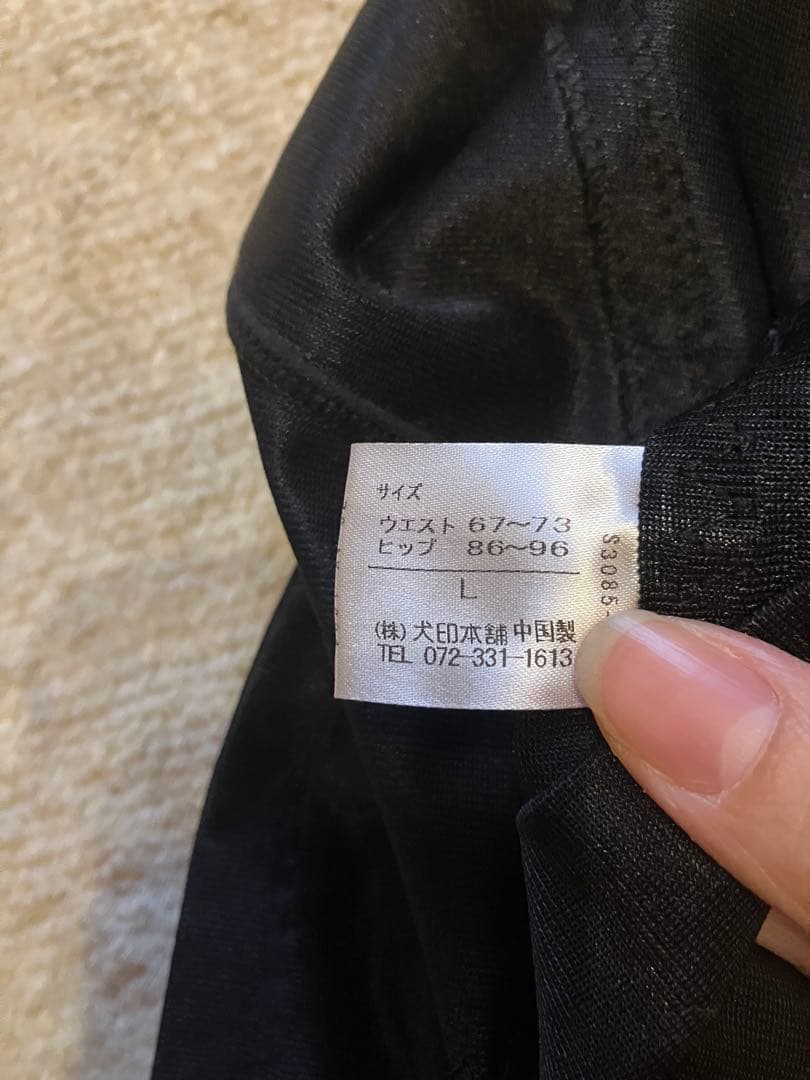 サイズ
ウエスト 67〜73
ヒップ 86〜96
L
(株) 犬印本舗 中国製
TEL 072-331-1613
S3085-